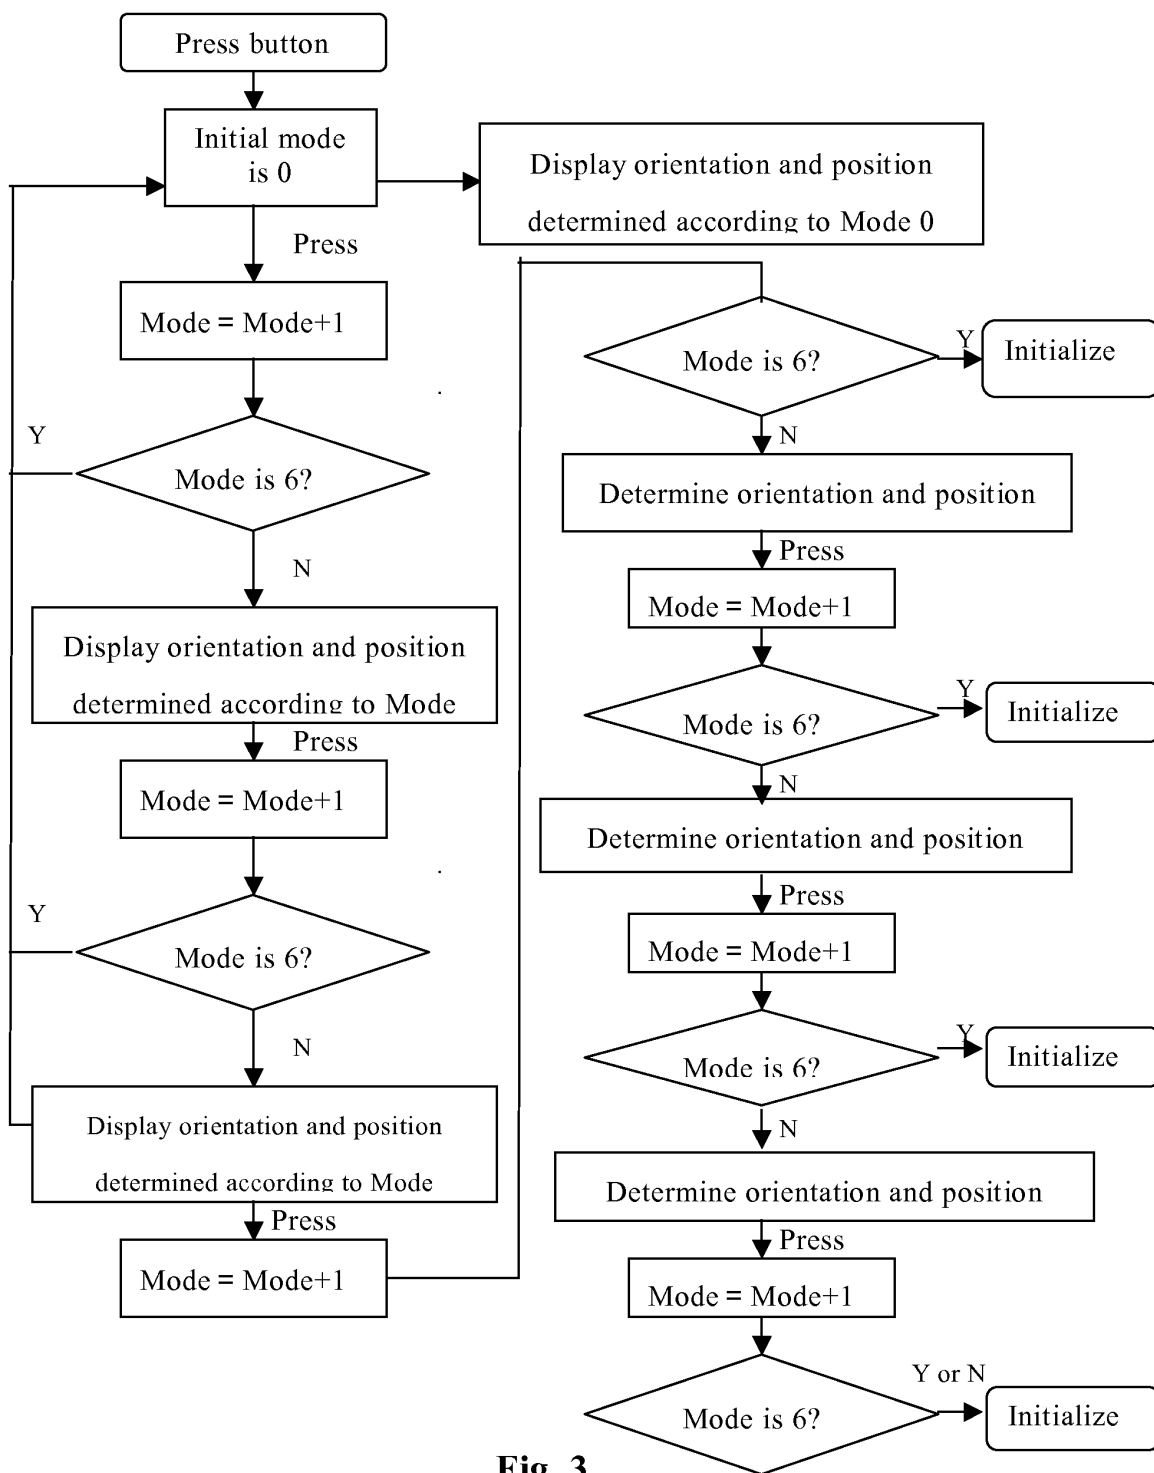 Press button
Initial mode
is 0
Display orientation and position
determined according to Mode 0
Press
Mode = Mode+1
Y
Mode is 6?
N
Display orientation and position
determined according to Mode
Press
Mode = Mode+1
Y
Mode is 6?
N
Display orientation and position
determined according to Mode
Press
Mode = Mode+1
Mode is 6?
Y
Initialize
N
Determine orientation and position
Press
Mode = Mode+1
Mode is 6?
Y
Initialize
N
Determine orientation and position
Press
Mode = Mode+1
Mode is 6?
Y
Initialize
N
Determine orientation and position
Press
Mode = Mode+1
Mode is 6?
Y or N
Initialize
Fig. 3